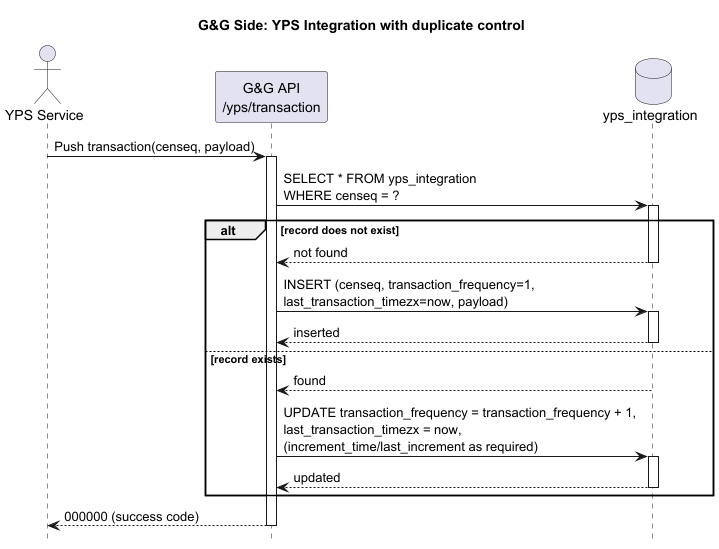 G&G Side: YPS Integration with duplicate control
YPS Service
G&G API
/yps/transaction
yps_integration
Push transaction(censeq, payload)
SELECT * FROM yps_integration
WHERE censeq = ?
alt
[record does not exist]
not found
INSERT (censeq, transaction_frequency=1,
last_transaction_timezx=now, payload)
inserted
[record exists]
found
UPDATE transaction_frequency = transaction_frequency + 1,
last_transaction_timezx = now,
(increment_time/last_increment as required)
updated
000000 (success code)